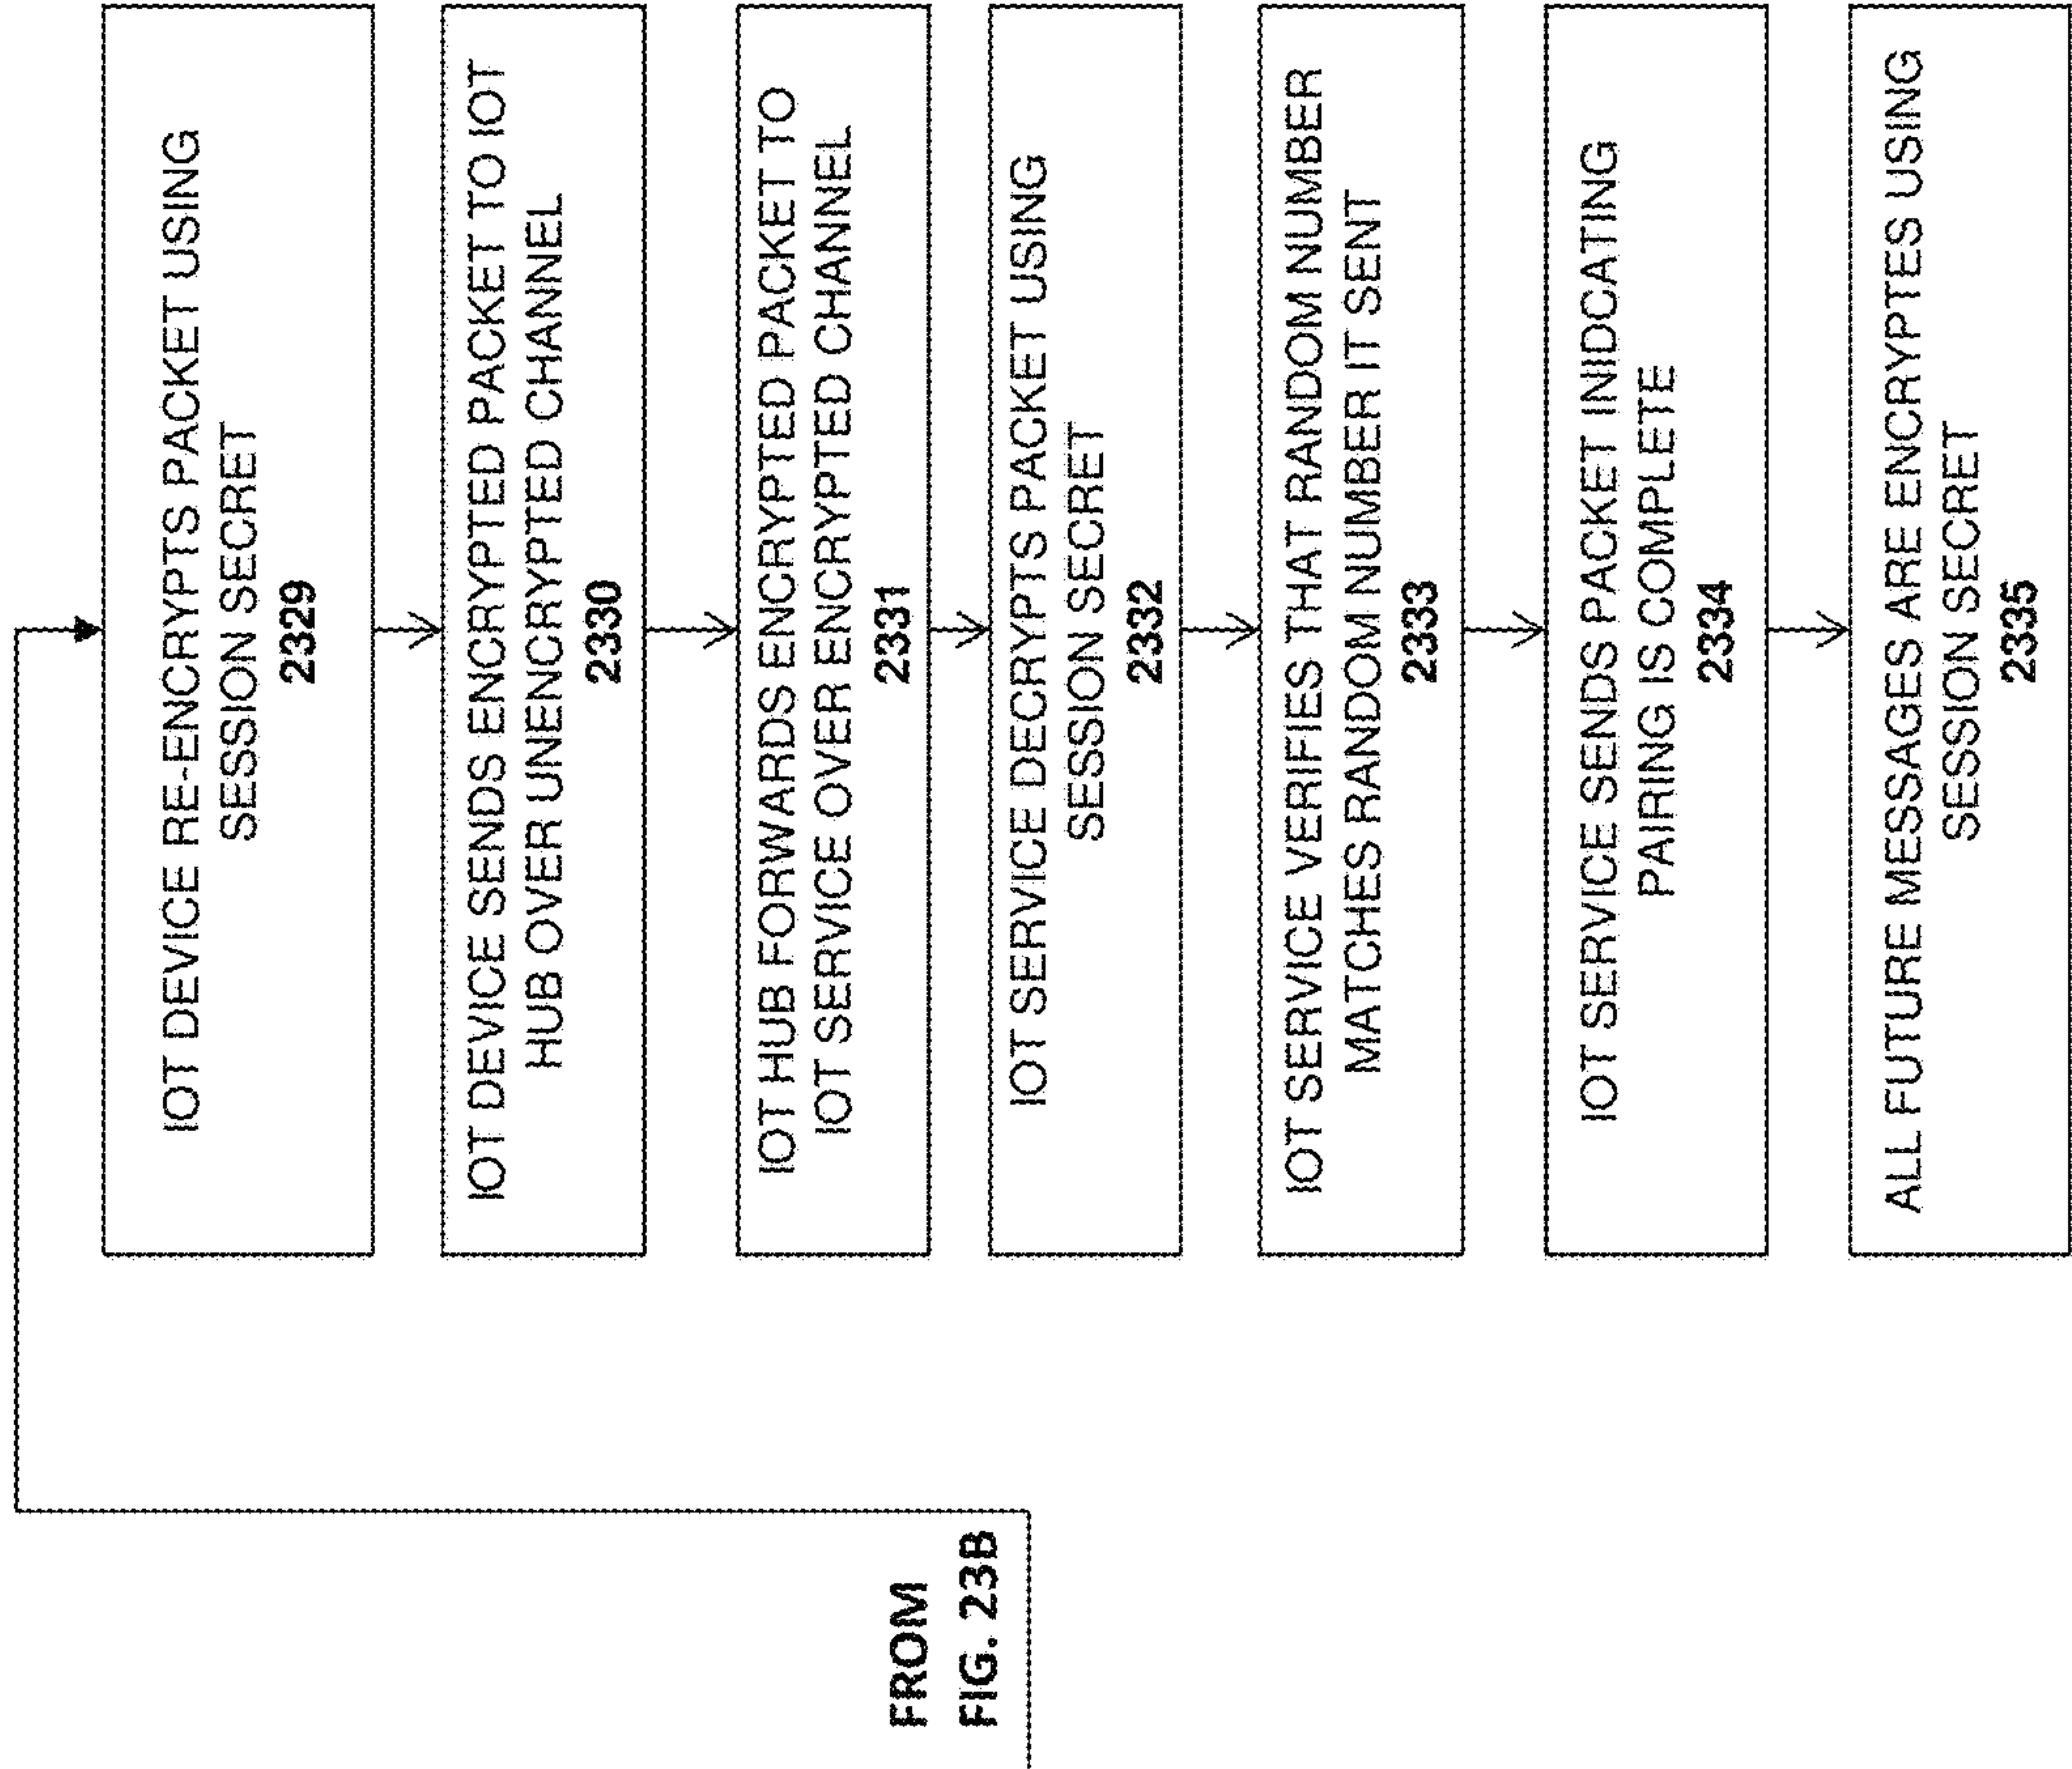 FROM
FIG. 23B
IOT DEVICE RE-ENCRYPTS PACKET USING
SESSION SECRET
2329
IOT DEVICE SENDS ENCRYPTED PACKET TO IOT
HUB OVER UNENCRYPTED CHANNEL
2330
IOT HUB FORWARDS ENCRYPTED PACKET TO
IOT SERVICE OVER ENCRYPTED CHANNEL
2331
IOT SERVICE DECRYPTS PACKET USING
SESSION SECRET
2332
IOT SERVICE VERIFIES THAT RANDOM NUMBER
MATCHES RANDOM NUMBER IT SENT
2333
IOT SERVICE SENDS PACKET INIDCATING
PAIRING IS COMPLETE
2334
ALL FUTURE MESSAGES ARE ENCRYPTES USING
SESSION SECRET
2335